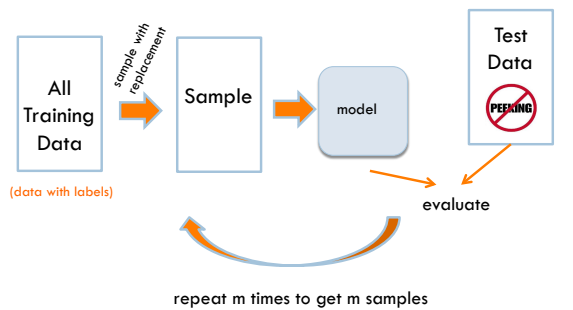 All
Training
Data
(data with labels)
sample with
replacement
Sample
model
Test
Data
PEEKING
evaluate
repeat m times to get m samples